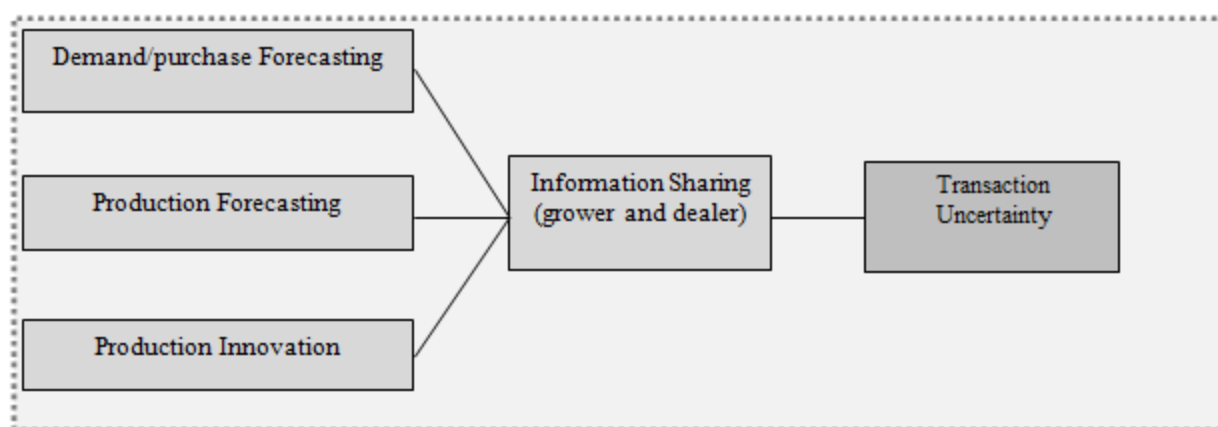 Demand/purchase Forecasting
Production Forecasting
Production Innovation
Information Sharing
(grower and dealer)
Transaction
Uncertainty